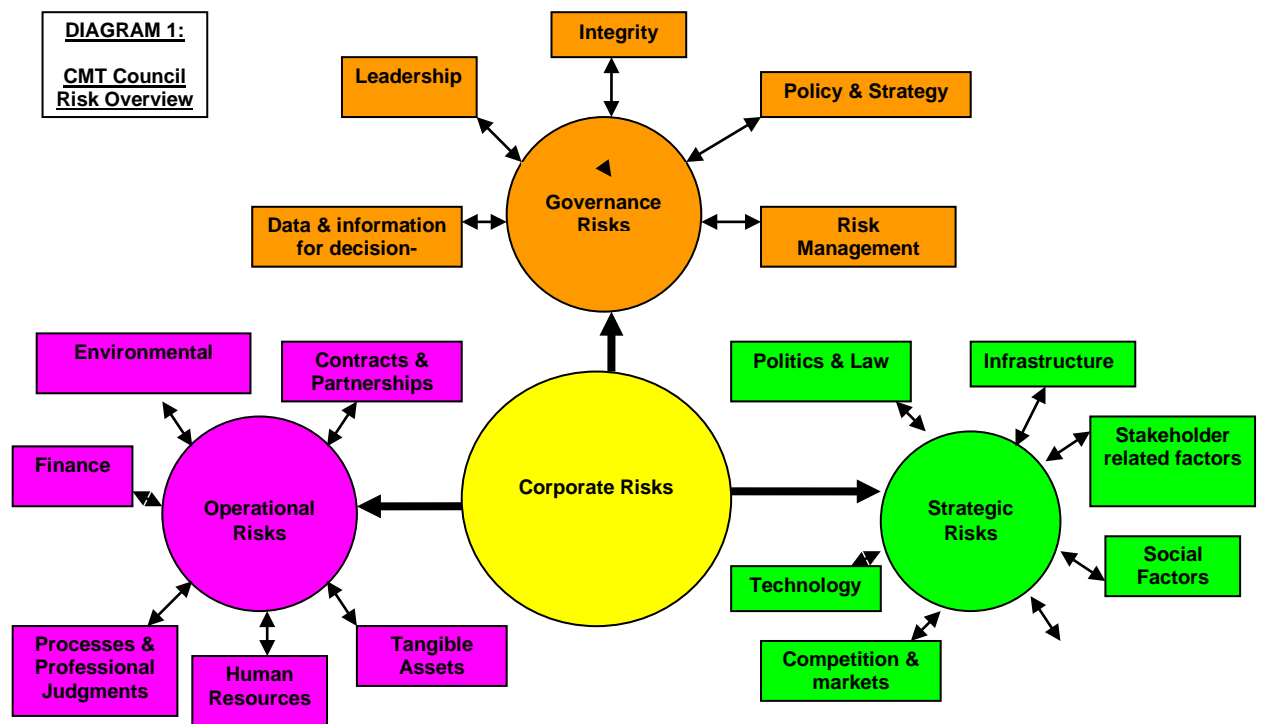 DIAGRAM 1:
CMT Council
Risk Overview
Integrity
Leadership
Policy & Strategy
Governance
Risks
Data & information
for decision-
Risk
Management
Environmental
Contracts &
Partnerships
Politics & Law
Infrastructure
Finance
Stakeholder
related factors
Operational
Risks
Corporate Risks
Strategic
Risks
Technology
Social
Factors
Processes &
Professional
Judgments
Human
Resources
Tangible
Assets
Competition &
markets